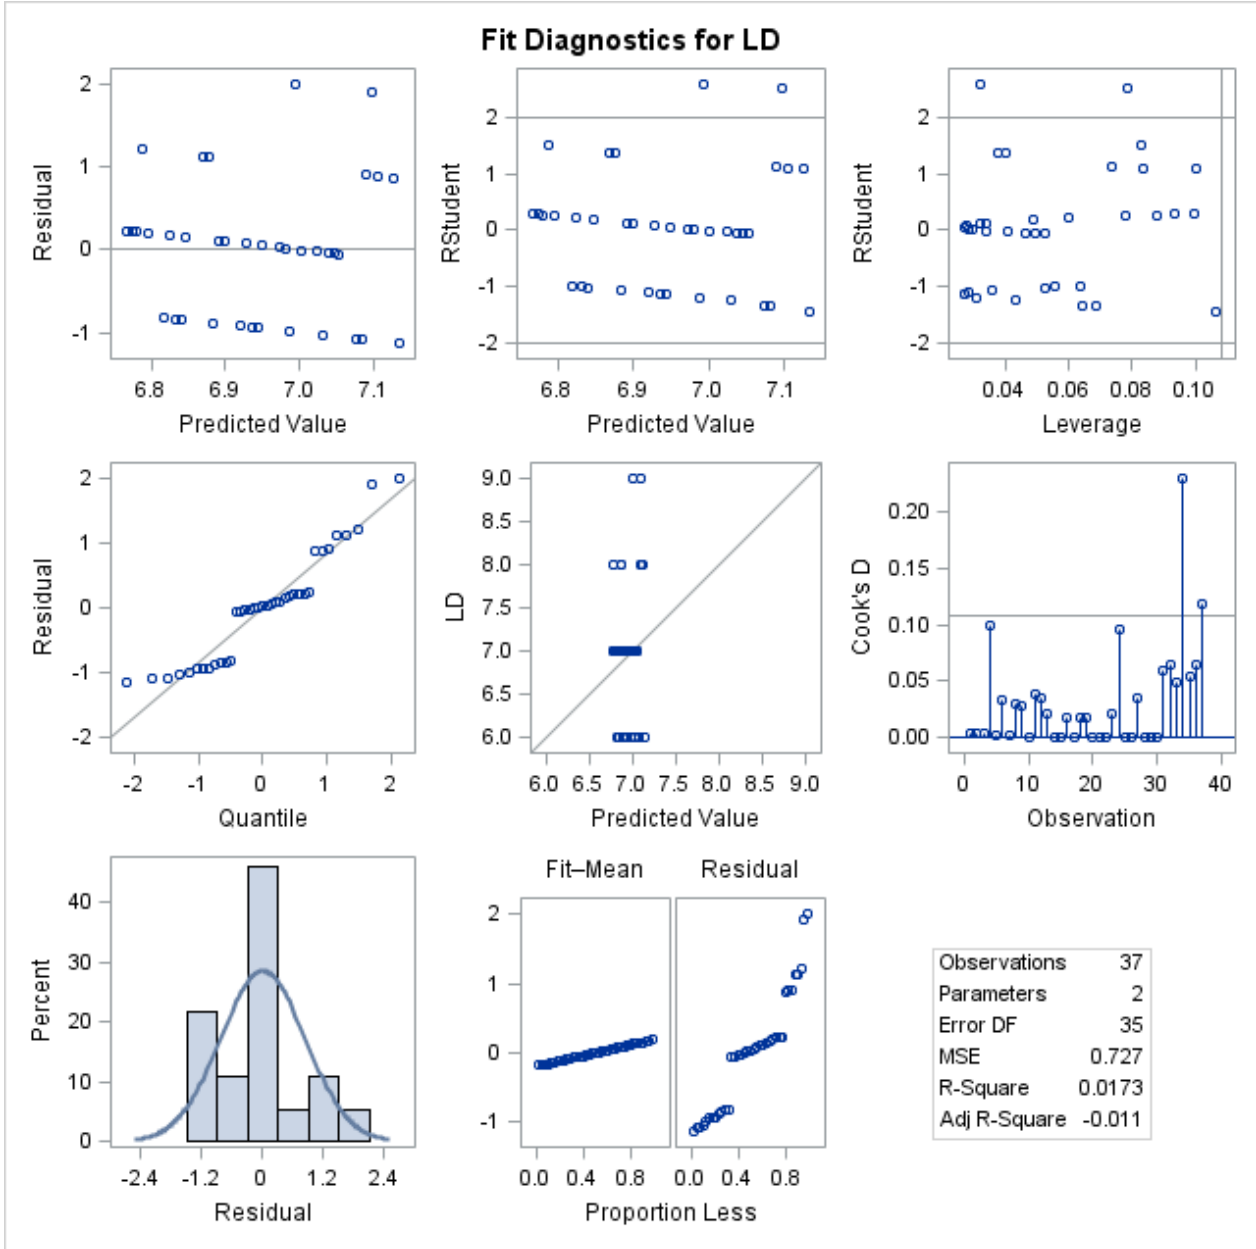 Fit Diagnostics for LD
2
1
0
-1
Residual
6.8 6.9 7.0 7.1
Predicted Value
2
1
0
-1
-2
RStudent
6.8 6.9 7.0 7.1
Predicted Value
2
1
0
-1
-2
RStudent
0.04 0.06 0.08 0.10
Leverage
2
1
0
-1
-2
Residual
-2 -1 0 1 2
Quantile
9.0
8.5
8.0
7.5
7.0
6.5
6.0
LD
6.0 6.5 7.0 7.5 8.0 8.5 9.0
Predicted Value
0.20
0.15
0.10
0.05
0.00
Cook's D
0 10 20 30 40
Observation
40
30
20
10
0
Percent
-2.4 -1.2 0 1.2 2.4
Residual
Fit–Mean Residual
2
1
0
-1
0.0 0.4 0.8 0.0 0.4 0.8
Proportion Less
Observations 37
Parameters 2
Error DF 35
MSE 0.727
R-Square 0.0173
Adj R-Square -0.011